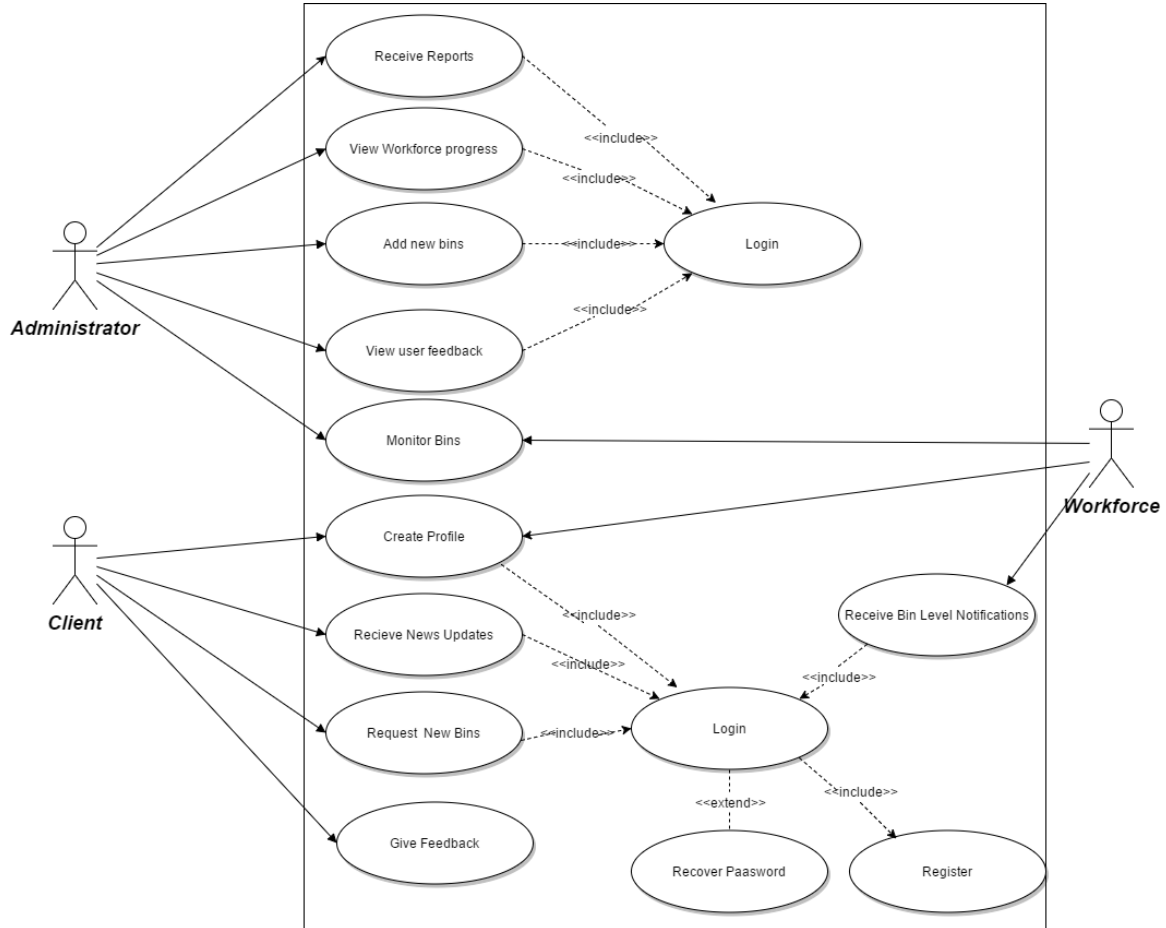 Receive Reports
<<include>>
View Workforce progress
<<include>>
Add new bins
<<include>>
Login
<<include>>
Administrator
View user feedback
Monitor Bins
Workforce
Create Profile
Client
<<include>>
Receive Bin Level Notifications
Recieve News Updates
<<include>>
<<include>>
Request New Bins
<<include>>
Login
<<extend>>
<<include>>
Give Feedback
Recover Paasword
Register